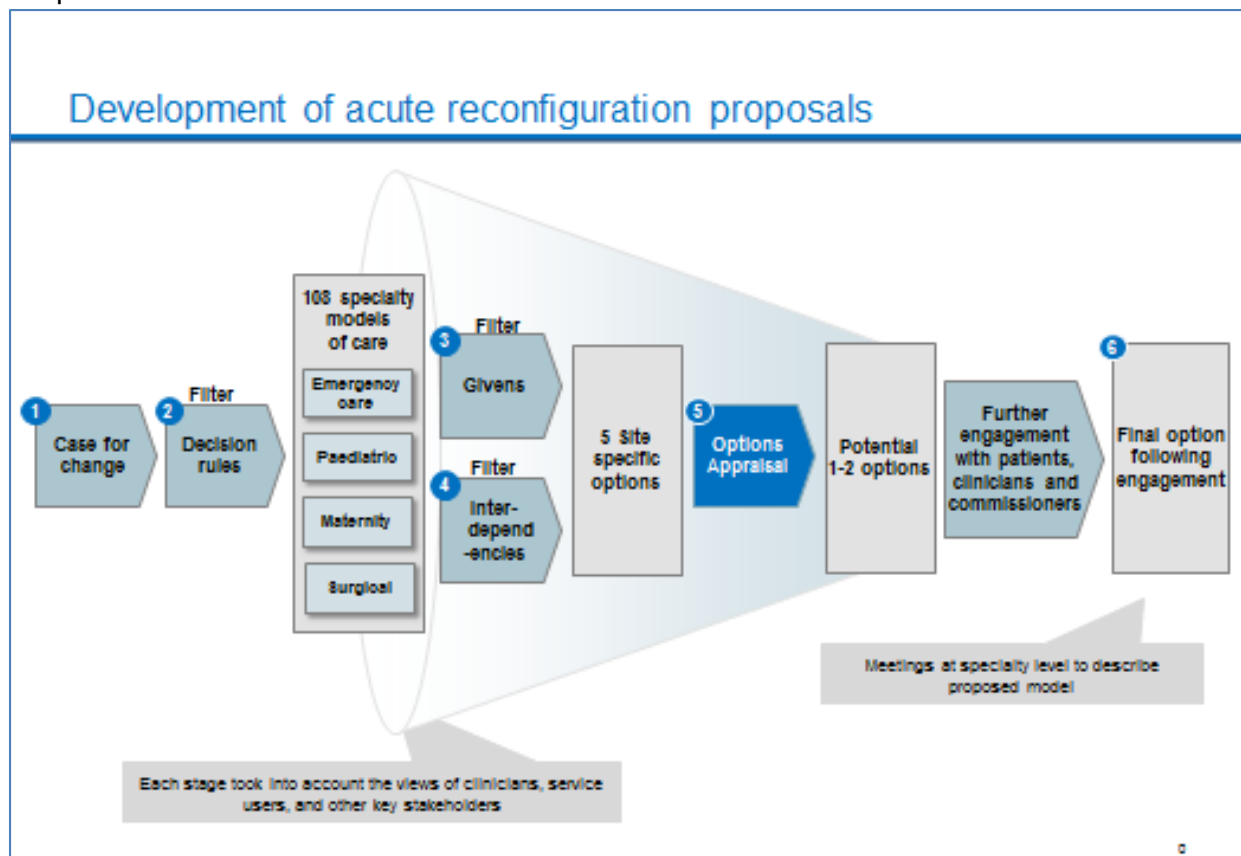 Development of acute reconfiguration proposals
1
Case for
change
Filter
2
Decision
rules
108 specialty
models
of care
Emergency
care
Paediatric
Maternity
Surgical
Filter
3
Givens
Filter
4
Inter-
depend
-encies
5 Site
specific
options
5
Options
Appraisal
Potential
1-2 options
Further
engagement
with patients,
clinicians and
commissioners
6
Final option
following
engagement
Meetings at specialty level to describe
proposed model
Each stage took into account the views of clinicians, service
users, and other key stakeholders